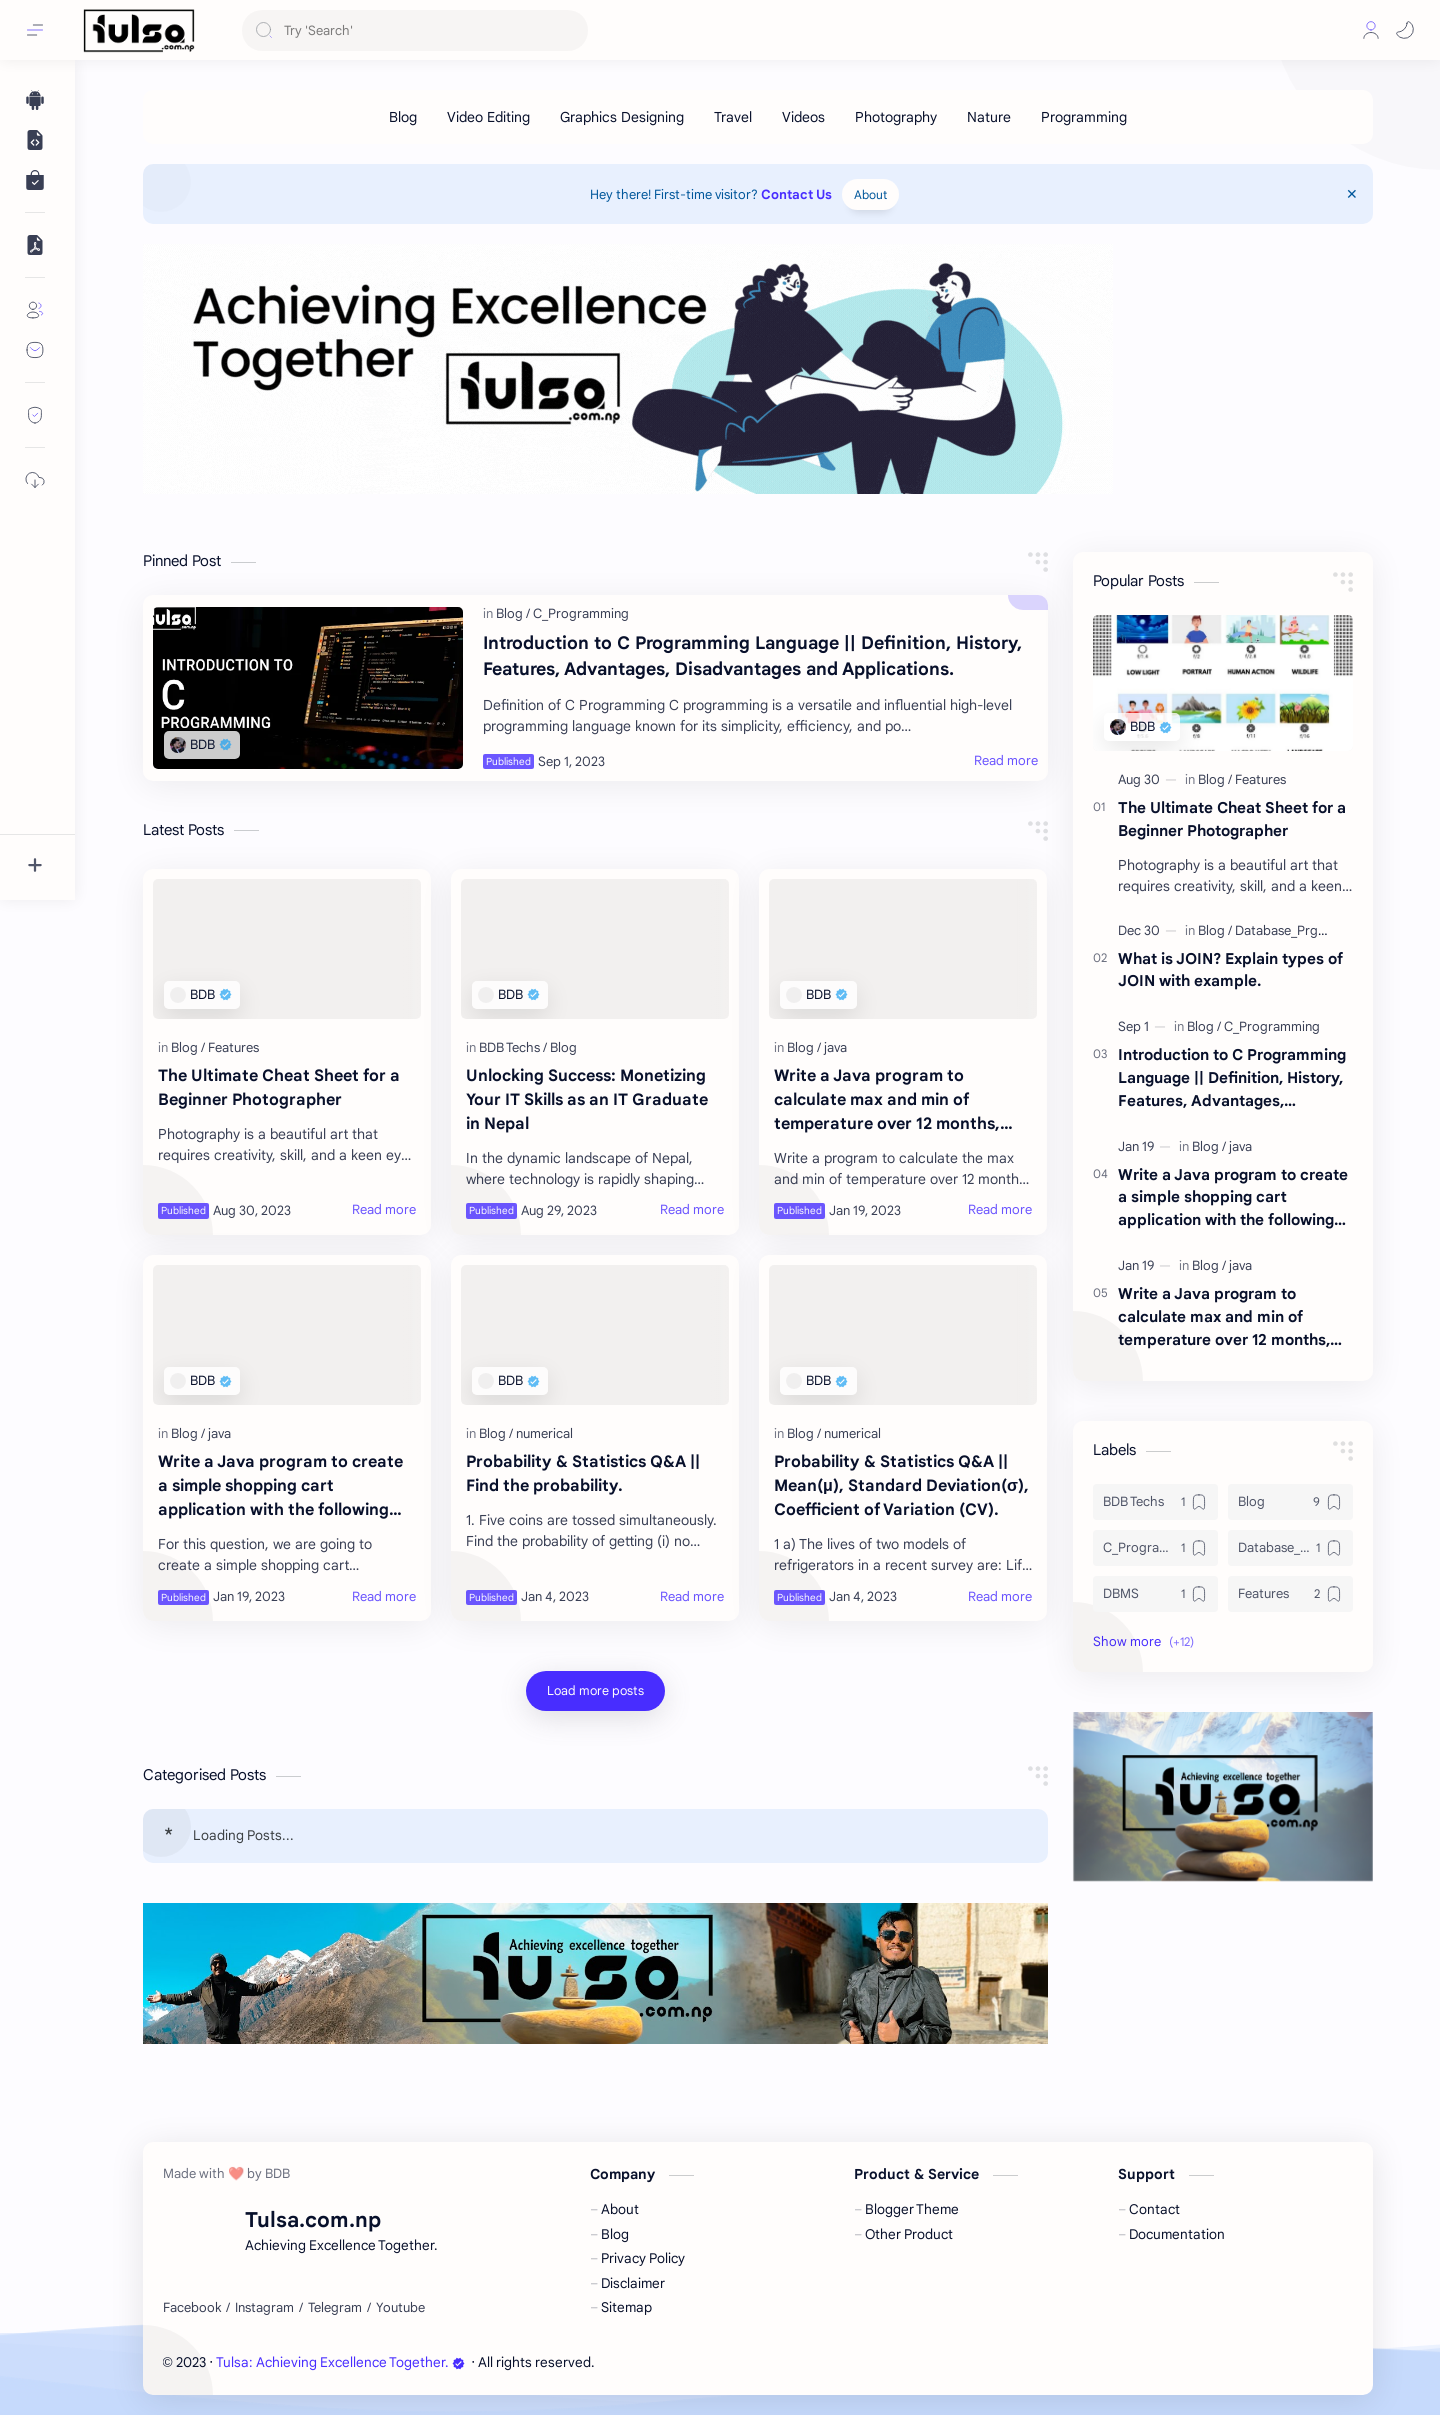 tulsa
.com.np
Try 'Search'
Blog Video Editing Graphics Designing Travel Videos Photography Nature Programming
Hey there! First-time visitor? Contact Us About
Achieving Excellence
Together
tulsa
.com.np
Pinned Post
tulsa
.com.np
INTRODUCTION TO
C
PROGRAMMING
BDB
in Blog / C_Programming
Introduction to C Programming Language || Definition, History,
Features, Advantages, Disadvantages and Applications.
Definition of C Programming C programming is a versatile and influential high-level
programming language known for its simplicity, efficiency, and po…
Published Sep 1, 2023 Read more
Latest Posts
BDB
in Blog / Features
The Ultimate Cheat Sheet for a
Beginner Photographer
Photography is a beautiful art that
requires creativity, skill, and a keen ey…
Published Aug 30, 2023 Read more
BDB
in BDB Techs / Blog
Unlocking Success: Monetizing
Your IT Skills as an IT Graduate
in Nepal
In the dynamic landscape of Nepal,
where technology is rapidly shaping…
Published Aug 29, 2023 Read more
BDB
in Blog / java
Write a Java program to
calculate max and min of
temperature over 12 months,…
Write a program to calculate the max
and min of temperature over 12 month…
Published Jan 19, 2023 Read more
BDB
in Blog / java
Write a Java program to create
a simple shopping cart
application with the following…
For this question, we are going to
create a simple shopping cart…
Published Jan 19, 2023 Read more
BDB
in Blog / numerical
Probability & Statistics Q&A ||
Find the probability.
1. Five coins are tossed simultaneously.
Find the probability of getting (i) no…
Published Jan 4, 2023 Read more
BDB
in Blog / numerical
Probability & Statistics Q&A ||
Mean(μ), Standard Deviation(σ),
Coefficient of Variation (CV).
1 a) The lives of two models of
refrigerators in a recent survey are: Lif…
Published Jan 4, 2023 Read more
Load more posts
Categorised Posts
* Loading Posts...
Achieving excellence together
tulsa
.com.np
Popular Posts
LOW LIGHT PORTRAIT HUMAN ACTION WILDLIFE
BDB
Aug 30 in Blog / Features
01 The Ultimate Cheat Sheet for a
Beginner Photographer
Photography is a beautiful art that
requires creativity, skill, and a keen…
Dec 30 in Blog / Database_Prg…
02 What is JOIN? Explain types of
JOIN with example.
Sep 1 in Blog / C_Programming
03 Introduction to C Programming
Language || Definition, History,
Features, Advantages,…
Jan 19 in Blog / java
04 Write a Java program to create
a simple shopping cart
application with the following…
Jan 19 in Blog / java
05 Write a Java program to
calculate max and min of
temperature over 12 months,…
Labels
BDB Techs 1 Blog 9
C_Progra… 1 Database_… 1
DBMS 1 Features 2
Show more (+12)
Achieving excellence together
tulsa
.com.np
Made with ❤️ by BDB
Tulsa.com.np
Achieving Excellence Together.
Facebook / Instagram / Telegram / Youtube
Company
– About
– Blog
– Privacy Policy
– Disclaimer
– Sitemap
Product & Service
– Blogger Theme
– Other Product
Support
– Contact
– Documentation
© 2023 · Tulsa: Achieving Excellence Together. · All rights reserved.